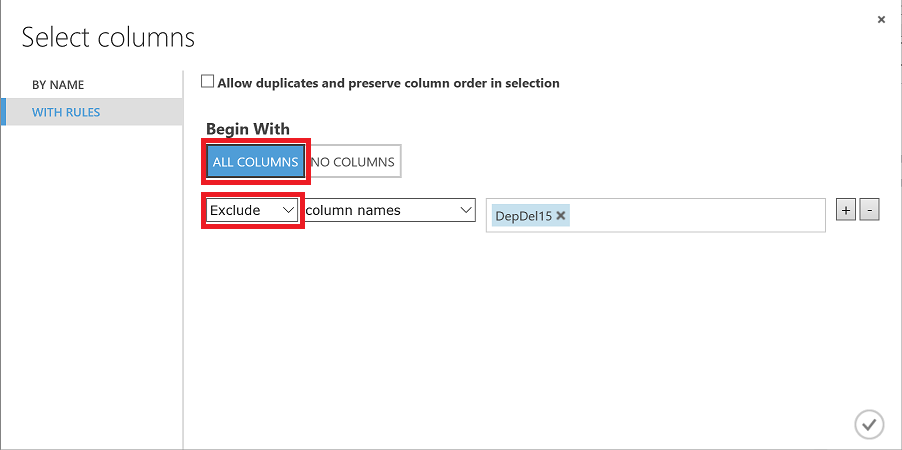 Select columns
BY NAME
WITH RULES
Allow duplicates and preserve column order in selection
Begin With
ALL COLUMNS NO COLUMNS
Exclude column names DepDel15 + -